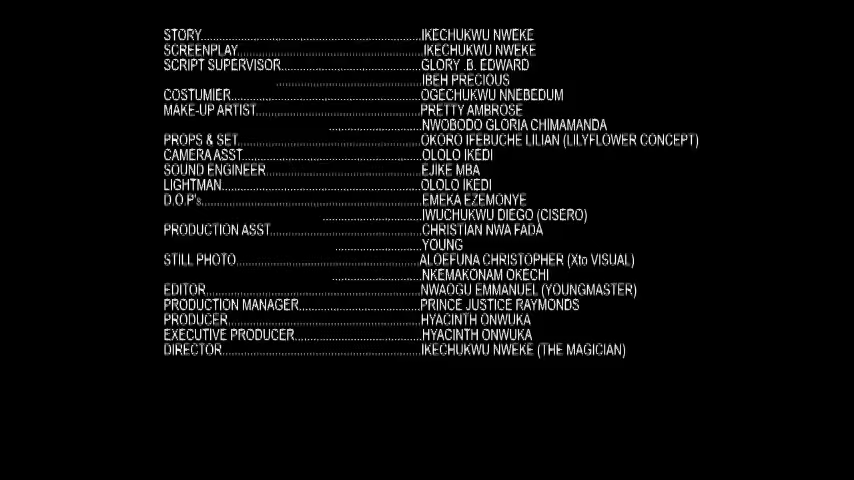 STORY..........................................................IKECHUKWU NWEKE
SCREENPLAY.................................................IKECHUKWU NWEKE
SCRIPT SUPERVISOR.....................................GLORY .B. EDWARD
......................................IBEH PRECIOUS
COSTUMIER..................................................OGECHUKWU NNEBEDUM
MAKE-UP ARTIST...........................................PRETTY AMBROSE
.........................NWOBODO GLORIA CHIMAMANDA
PROPS & SET................................................OKORO IFEBUCHE LILIAN (LILYFLOWER CONCEPT)
CAMERA ASST...............................................OLOLO IKEDI
SOUND ENGINEER.........................................EJIKE MBA
LIGHTMAN.....................................................OLOLO IKEDI
D.O.P's..........................................................EMEKA EZEMONYE
..........................IWUCHUKWU DIEGO (CISERO)
PRODUCTION ASST........................................CHRISTIAN NWA FADA
.......................YOUNG
STILL PHOTO.................................................ALOEFUNA CHRISTOPHER (Xto VISUAL)
........................NKEMAKONAM OKECHI
EDITOR.........................................................NWAOGU EMMANUEL (YOUNGMASTER)
PRODUCTION MANAGER................................PRINCE JUSTICE RAYMONDS
PRODUCER...................................................HYACINTH ONWUKA
EXECUTIVE PRODUCER..................................HYACINTH ONWUKA
DIRECTOR.....................................................IKECHUKWU NWEKE (THE MAGICIAN)